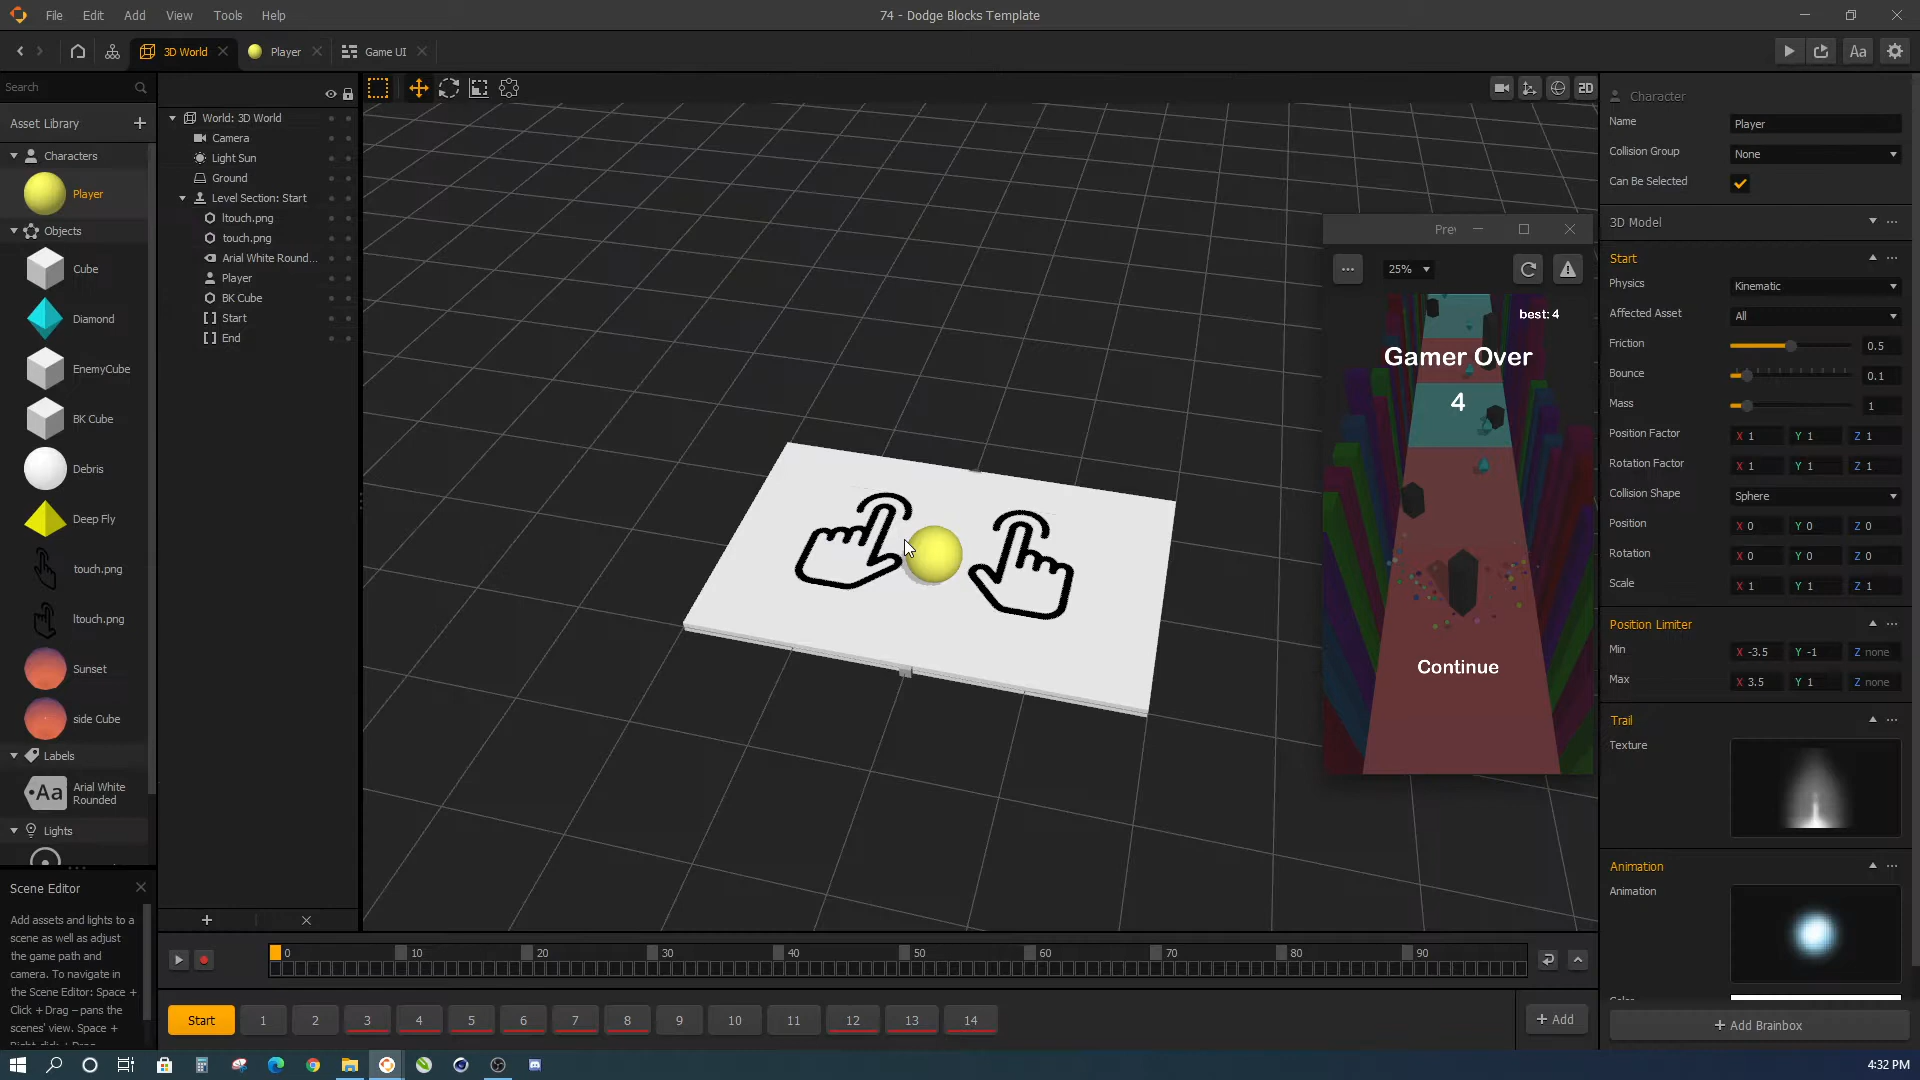 File Edit Add View Tools Help
74 - Dodge Blocks Template
3D World
Player
Game UI
Aa
Search
Asset Library
Characters
Player
Objects
Cube
Diamond
EnemyCube
BK Cube
Debris
Deep Fly
touch.png
ltouch.png
Sunset
side Cube
Labels
Aa
Arial White
Rounded
Lights
Scene Editor
Add assets and lights to a
scene as well as adjust
the game path and
camera. To navigate in
the Scene Editor: Space +
Click + Drag – pans the
scenes' view. Space +
World: 3D World
Camera
Light Sun
Ground
Level Section: Start
ltouch.png
touch.png
Arial White Round...
Player
BK Cube
Start
End
2D
Prev
25%
best: 4
Gamer Over
4
Continue
Character
Name Player
Collision Group None
Can Be Selected
3D Model
Start
Physics Kinematic
Affected Asset All
Friction 0.5
Bounce 0.1
Mass 1
Position Factor X 1 Y 1 Z 1
Rotation Factor X 1 Y 1 Z 1
Collision Shape Sphere
Position X 0 Y 0 Z 0
Rotation X 0 Y 0 Z 0
Scale X 1 Y 1 Z 1
Position Limiter
Min X -3.5 Y -1 Z none
Max X 3.5 Y 1 Z none
Trail
Texture
Animation
Animation
+ Add Brainbox
0 10 20 30 40 50 60 70 80 90
Start 1 2 3 4 5 6 7 8 9 10 11 12 13 14
+ Add
4:32 PM